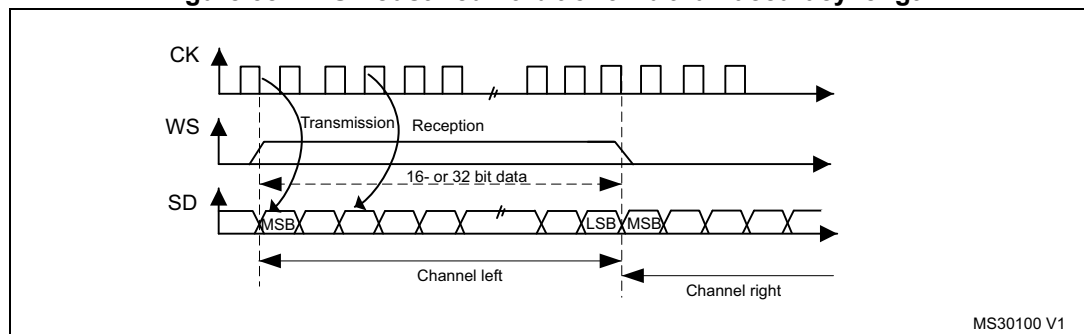 CK
WS
Transmission
Reception
16- or 32 bit data
SD
MSB
LSB
MSB
Channel left
Channel right
MS30100 V1